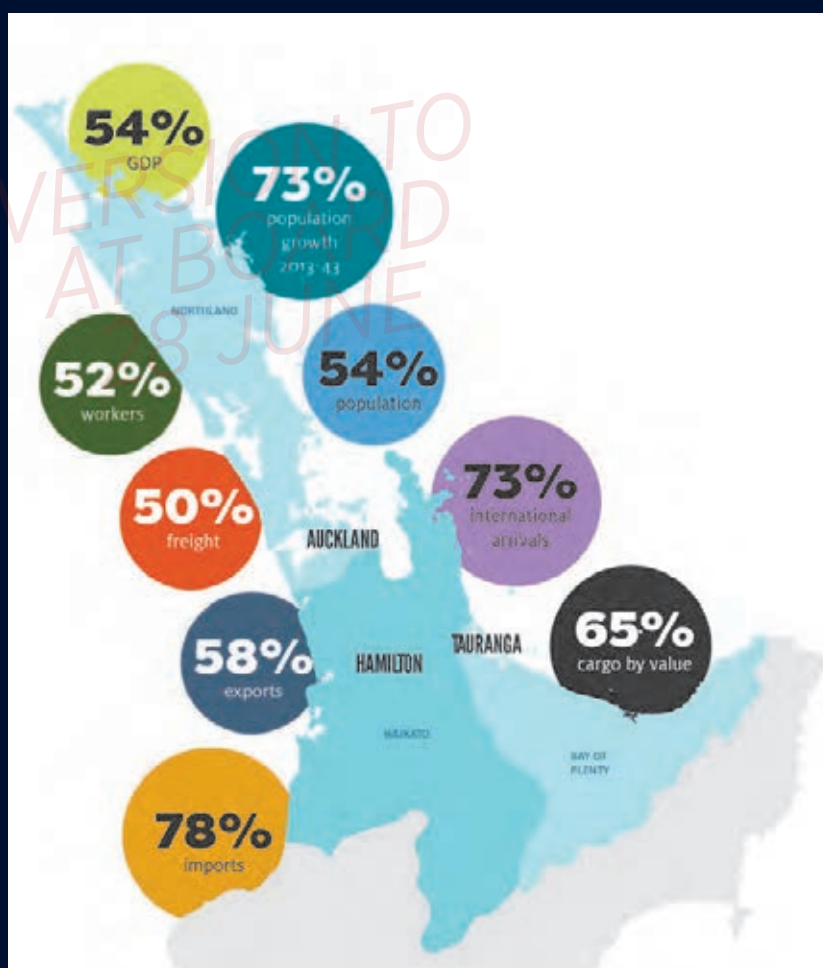 54%
GDP
73%
population
growth
2013-43
VERSION TO
AT BOARD
28 JUNE
NORTHLAND
52%
workers
54%
population
50%
freight
73%
international
arrivals
AUCKLAND
58%
exports
HAMILTON
TAURANGA
65%
cargo by value
WAIKATO
BAY OF
PLENTY
78%
imports